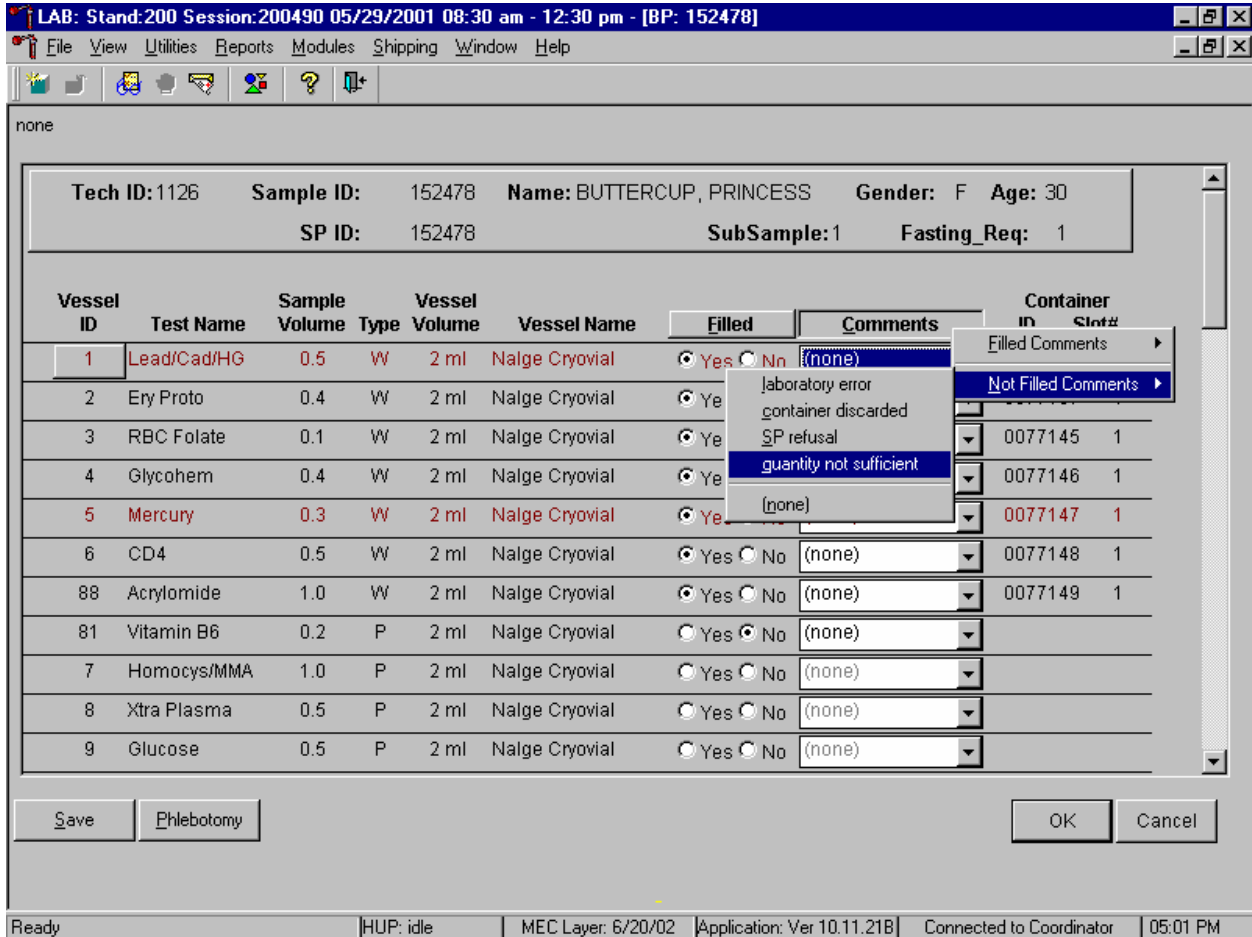 LAB: Stand:200 Session:200490 05/29/2001 08:30 am - 12:30 pm - [BP: 152478]
File View Utilities Reports Modules Shipping Window Help
none
Tech ID: 1126 Sample ID: 152478 Name: BUTTERCUP, PRINCESS Gender: F Age: 30
SP ID: 152478 SubSample: 1 Fasting_Req: 1
Vessel Sample Vessel Container
ID Test Name Volume Type Volume Vessel Name Filled Comments ID Slot#
Filled Comments
1 Lead/Cad/HG 0.5 W 2 ml Nalge Cryovial Yes No (none)
laboratory error Not Filled Comments
2 Ery Proto 0.4 W 2 ml Nalge Cryovial Ye
container discarded
3 RBC Folate 0.1 W 2 ml Nalge Cryovial Ye SP refusal 0077145 1
4 Glycohem 0.4 W 2 ml Nalge Cryovial Ye quantity not sufficient 0077146 1
(none)
5 Mercury 0.3 W 2 ml Nalge Cryovial Yes 0077147 1
6 CD4 0.5 W 2 ml Nalge Cryovial Yes No (none) 0077148 1
88 Acrylomide 1.0 W 2 ml Nalge Cryovial Yes No (none) 0077149 1
81 Vitamin B6 0.2 P 2 ml Nalge Cryovial Yes No (none)
7 Homocys/MMA 1.0 P 2 ml Nalge Cryovial Yes No (none)
8 Xtra Plasma 0.5 P 2 ml Nalge Cryovial Yes No (none)
9 Glucose 0.5 P 2 ml Nalge Cryovial Yes No (none)
Save Phlebotomy OK Cancel
Ready HUP: idle MEC Layer: 6/20/02 Application: Ver 10.11.21B Connected to Coordinator 05:01 PM